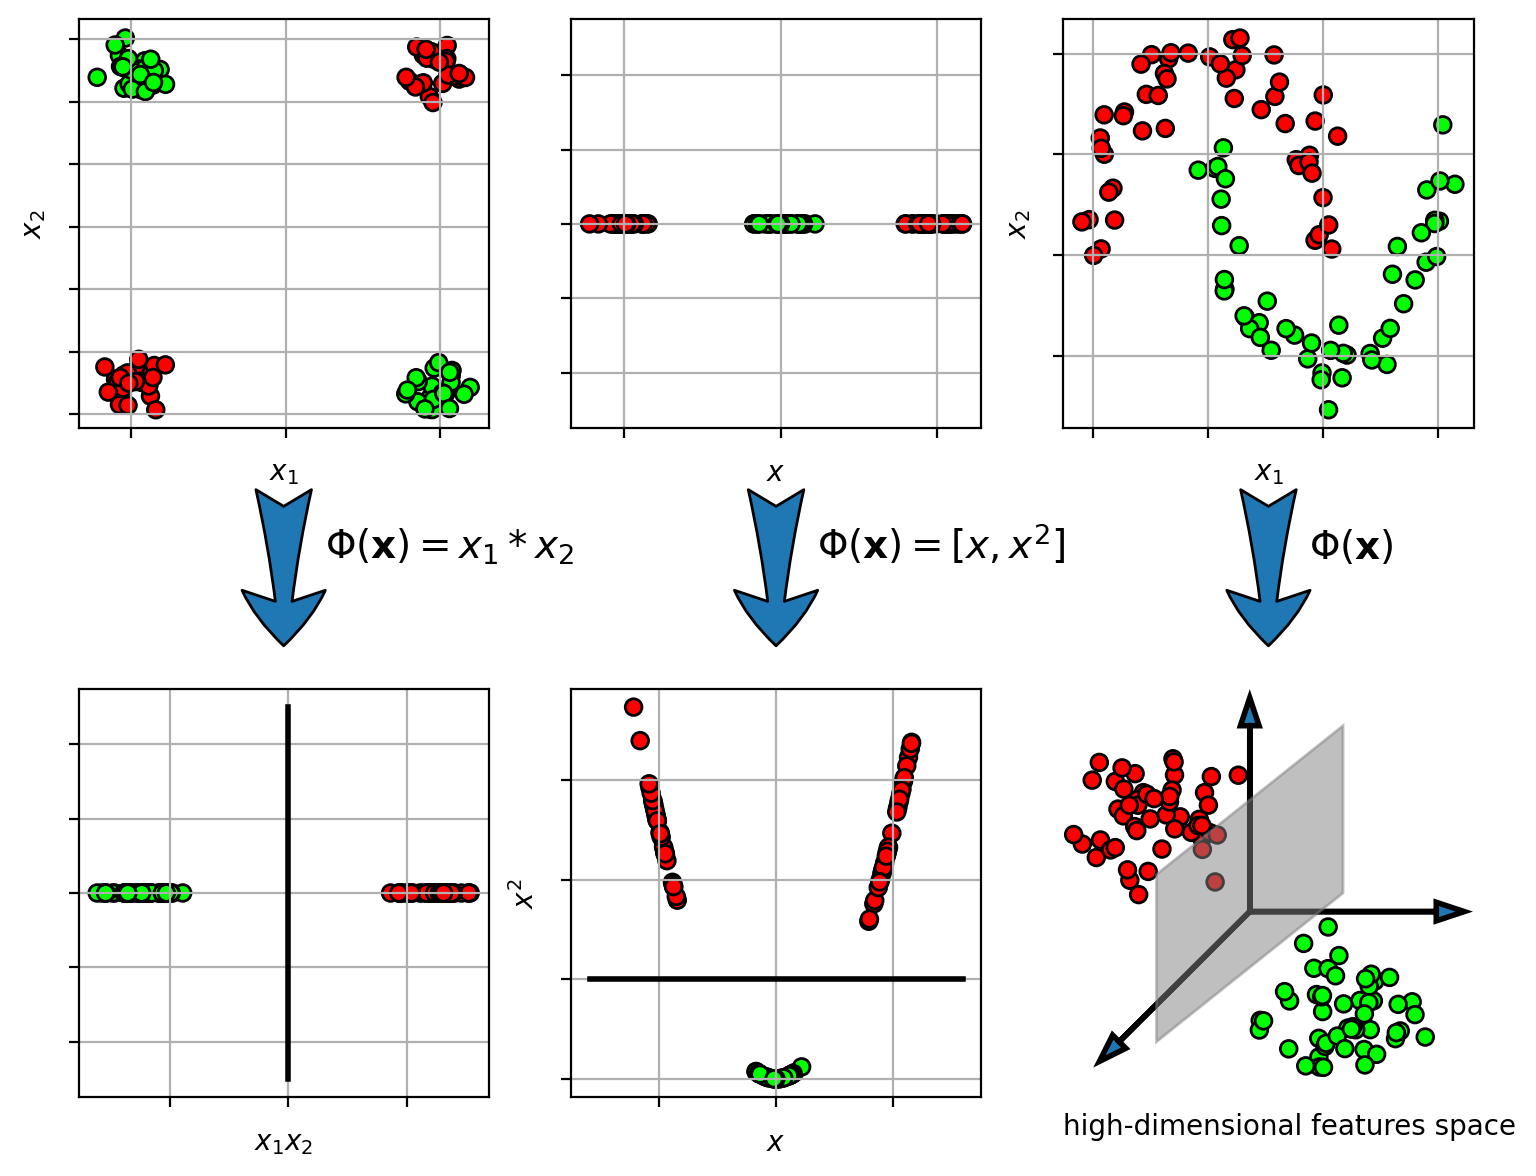 x₂
x₂
x₁
x
x₁
Φ(𝐱) = x₁ * x₂
Φ(𝐱) = [x, x²]
Φ(𝐱)
x²
x₁x₂
x
high-dimensional features space